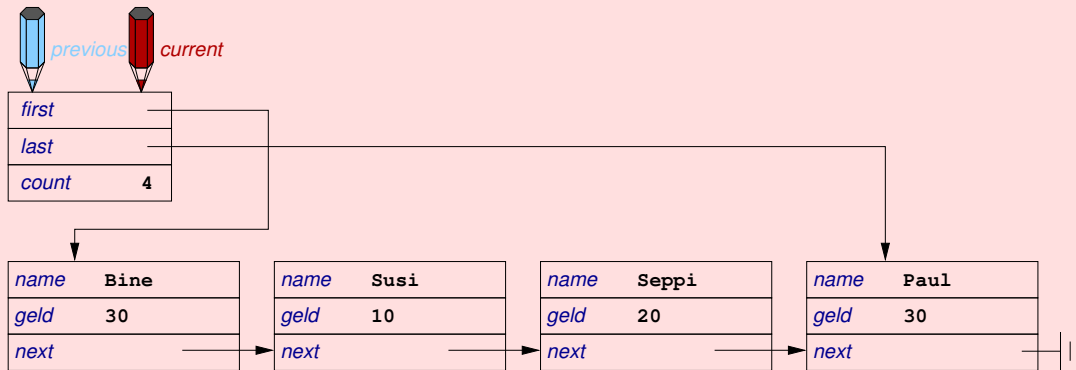 previous current
first
last
count 4
name Bine name Susi name Seppi name Paul
geld 30 geld 10 geld 20 geld 30
next next next next